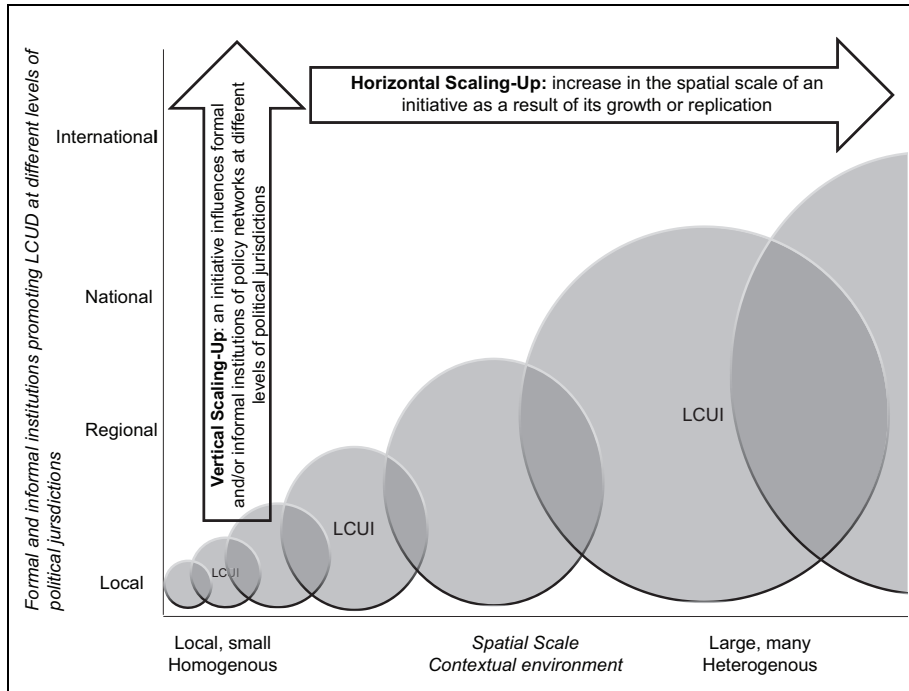 Formal and informal institutions promoting LCUD at different levels of
political jursdictions
International
National
Regional
Local
Vertical Scaling-Up: an initiative influences formal
and/or informal institutions of policy networks at different
levels of political jurisdictions
Horizontal Scaling-Up: increase in the spatial scale of an
initiative as a result of its growth or replication
LCUI
LCUI
LCUI
Local, small
Homogenous
Spatial Scale
Contextual environment
Large, many
Heterogenous